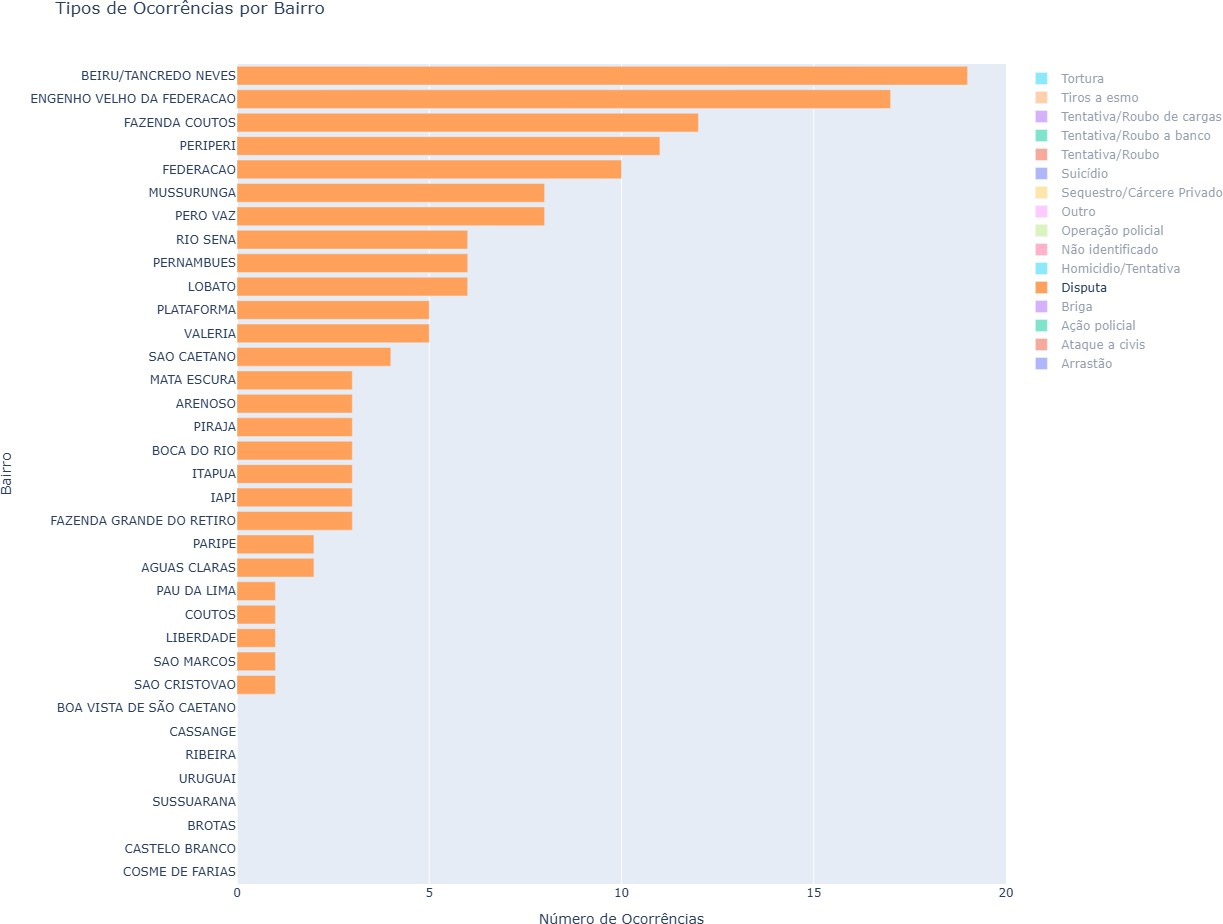 Tipos de Ocorrências por Bairro
BEIRU/TANCREDO NEVES
ENGENHO VELHO DA FEDERACAO
FAZENDA COUTOS
PERIPERI
FEDERACAO
MUSSURUNGA
PERO VAZ
RIO SENA
PERNAMBUES
LOBATO
PLATAFORMA
VALERIA
SAO CAETANO
MATA ESCURA
ARENOSO
PIRAJA
BOCA DO RIO
ITAPUA
IAPI
FAZENDA GRANDE DO RETIRO
PARIPE
AGUAS CLARAS
PAU DA LIMA
COUTOS
LIBERDADE
SAO MARCOS
SAO CRISTOVAO
BOA VISTA DE SÃO CAETANO
CASSANGE
RIBEIRA
URUGUAI
SUSSUARANA
BROTAS
CASTELO BRANCO
COSME DE FARIAS
Bairro
0 5 10 15 20
Número de Ocorrências
Tortura
Tiros a esmo
Tentativa/Roubo de cargas
Tentativa/Roubo a banco
Tentativa/Roubo
Suicídio
Sequestro/Cárcere Privado
Outro
Operação policial
Não identificado
Homicidio/Tentativa
Disputa
Briga
Ação policial
Ataque a civis
Arrastão